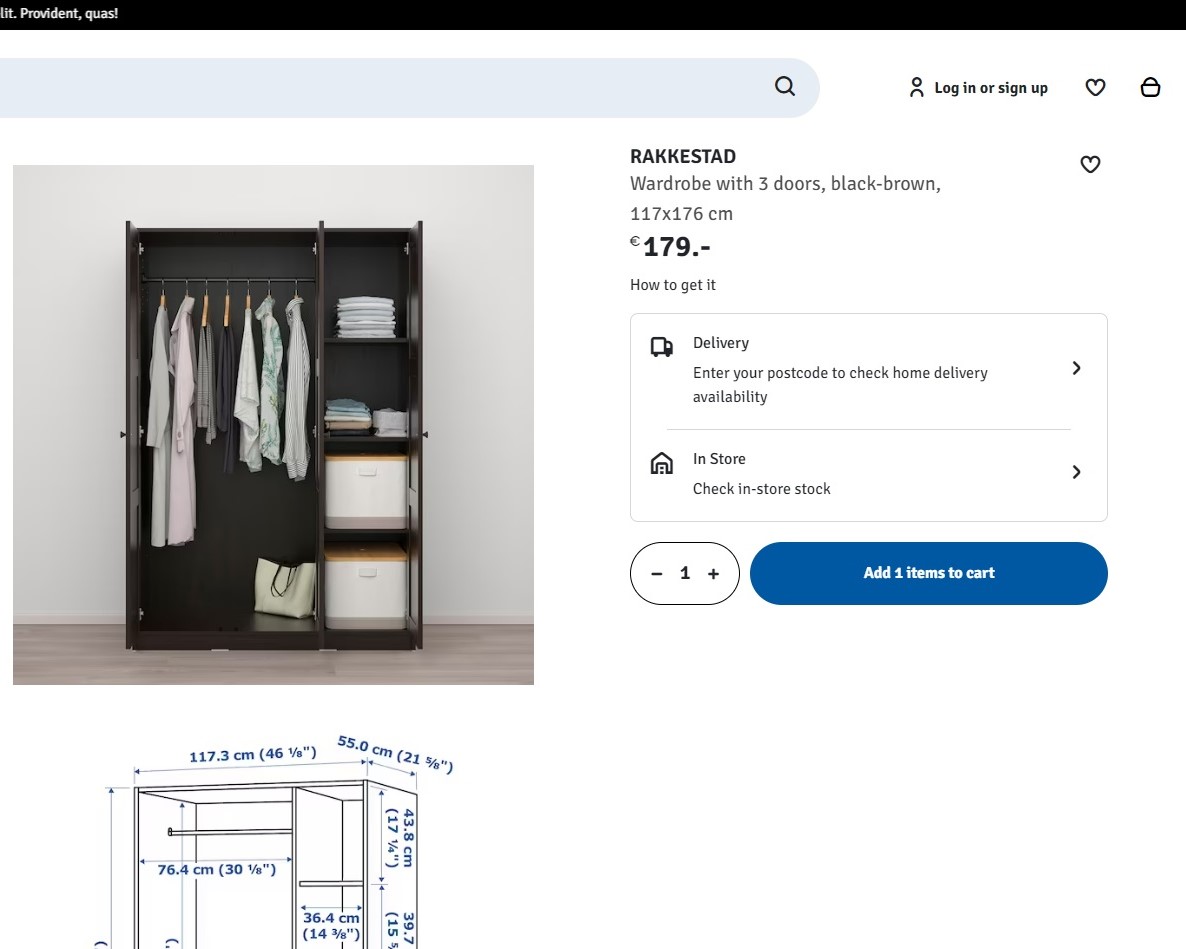 lit. Provident, quas!
Log in or sign up
RAKKESTAD
Wardrobe with 3 doors, black-brown,
117x176 cm
€179.-
How to get it
Delivery
Enter your postcode to check home delivery
availability
In Store
Check in-store stock
− 1 +
Add 1 items to cart
117.3 cm (46 ⅛")
55.0 cm (21 ⅝")
43.8 cm
(17 ¼")
76.4 cm (30 ⅛")
36.4 cm
(14 ⅜")
39.7
(15